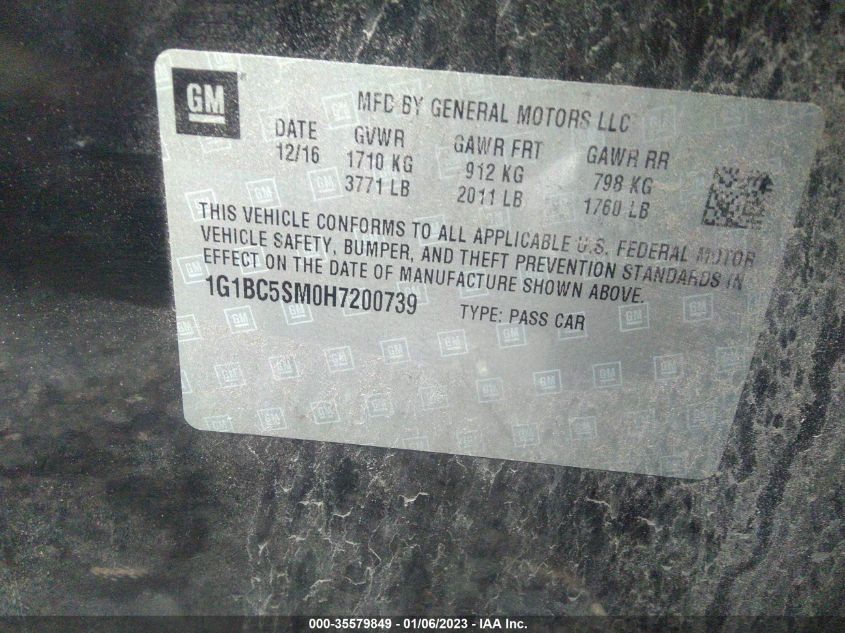 GM
MFD BY GENERAL MOTORS LLC
DATE GVWR GAWR FRT GAWR RR
12/16 1710 KG 912 KG 798 KG
3771 LB 2011 LB 1760 LB
THIS VEHICLE CONFORMS TO ALL APPLICABLE U.S. FEDERAL MOTOR
VEHICLE SAFETY, BUMPER, AND THEFT PREVENTION STANDARDS IN
EFFECT ON THE DATE OF MANUFACTURE SHOWN ABOVE.
1G1BC5SM0H7200739 TYPE: PASS CAR
000-35579849 - 01/06/2023 - IAA Inc.